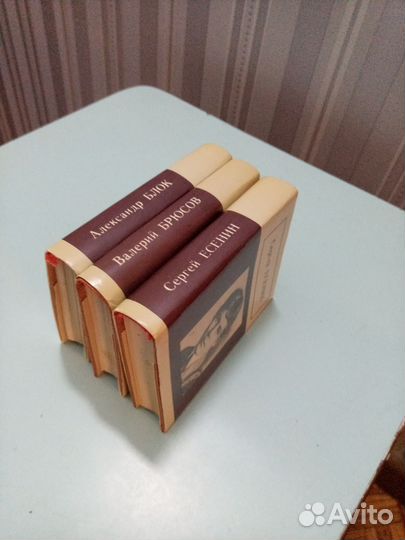 Александр БЛОК
Валерий БРЮСОВ
Сергей ЕСЕНИН
Avito